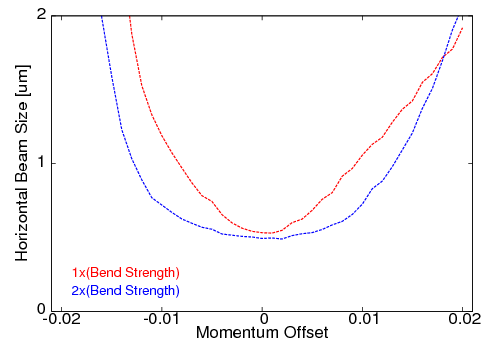 2
1
0
Horizontal Beam Size [um]
1x(Bend Strength)
2x(Bend Strength)
-0.02 -0.01 0 0.01 0.02
Momentum Offset